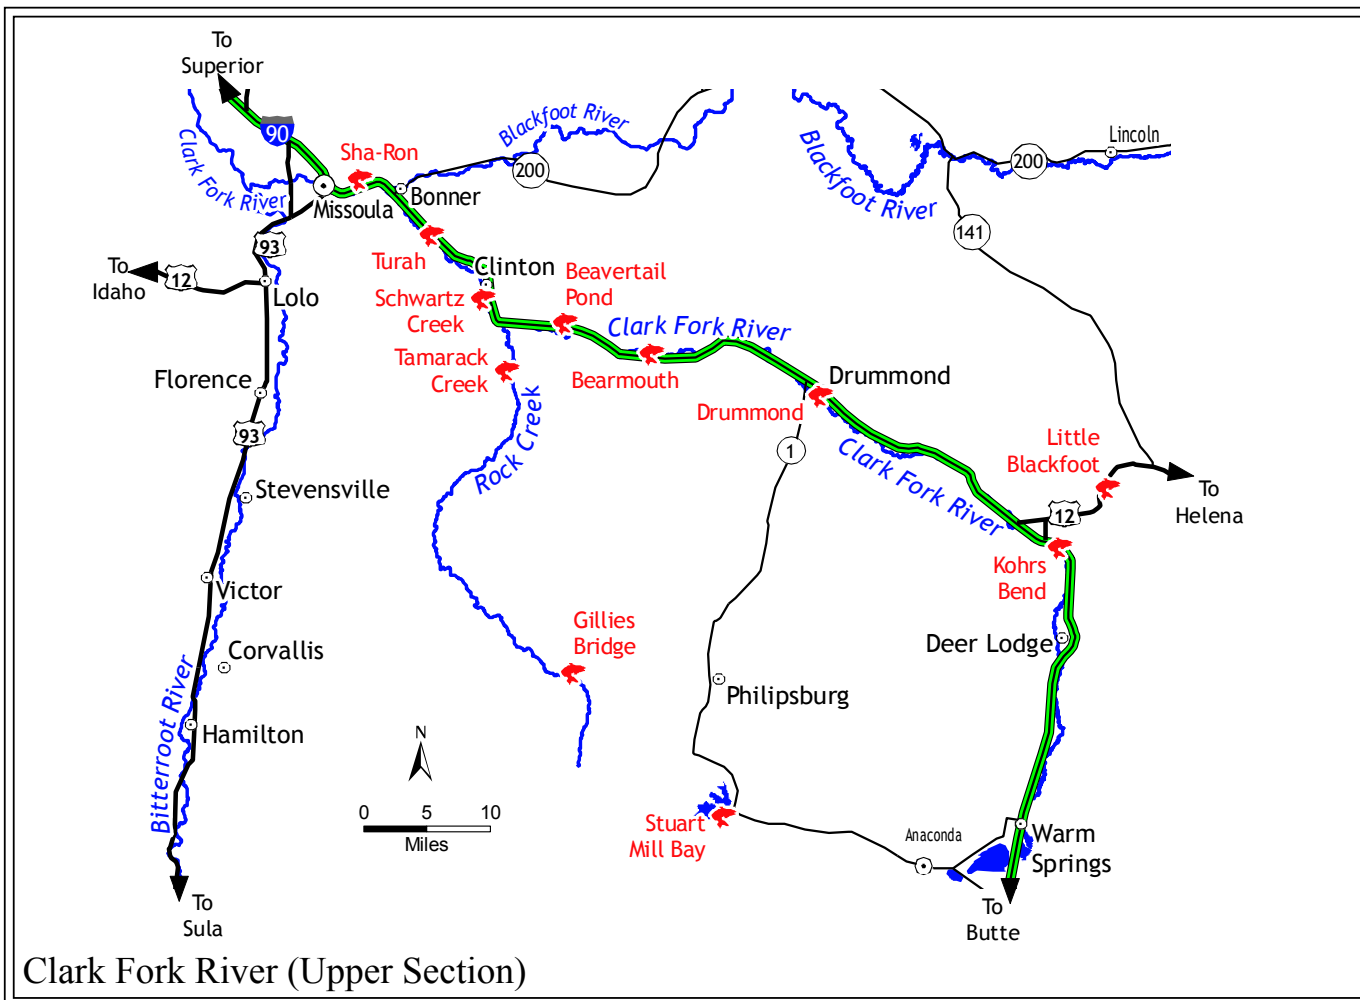 To
Superior
90
Clark Fork River
Sha-Ron
Missoula
Bonner
Blackfoot River
200
Blackfoot River
Lincoln
200
141
93
To
Idaho
12
Lolo
Turah
Clinton
Schwartz
Creek
Beavertail
Pond
Clark Fork River
Tamarack
Creek
Bearmouth
Florence
Drummond
Drummond
93
Rock Creek
1
Clark Fork River
Little
Blackfoot
To
Helena
12
Stevensville
Kohrs
Bend
Victor
Gillies
Bridge
Deer Lodge
Corvallis
Philipsburg
Bitterroot River
Hamilton
N
0 5 10
Miles
Stuart
Mill Bay
Anaconda
Warm
Springs
To
Sula
To
Butte
Clark Fork River (Upper Section)